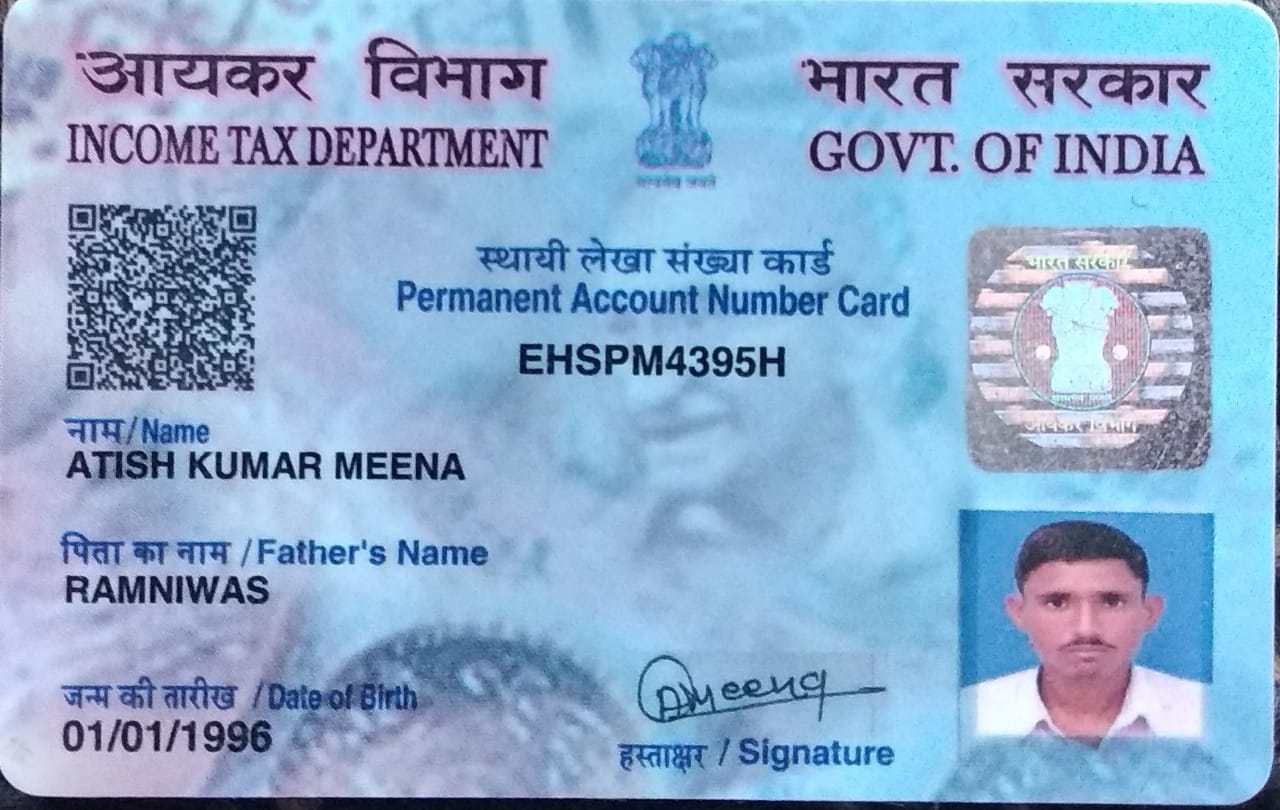 आयकर विभाग
INCOME TAX DEPARTMENT
भारत सरकार
GOVT. OF INDIA
सत्यमेव जयते
स्थायी लेखा संख्या कार्ड
Permanent Account Number Card
EHSPM4395H
भारत सरकार
आयकर विभाग
नाम/Name
ATISH KUMAR MEENA
पिता का नाम /Father's Name
RAMNIWAS
जन्म की तारीख /Date of Birth
01/01/1996
AMeena
हस्ताक्षर / Signature